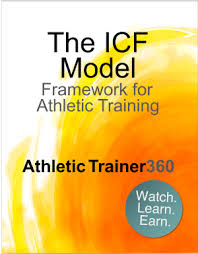 The ICF
Model
Framework for
Athletic Training
Athletic Trainer360
Watch.
Learn.
Earn.